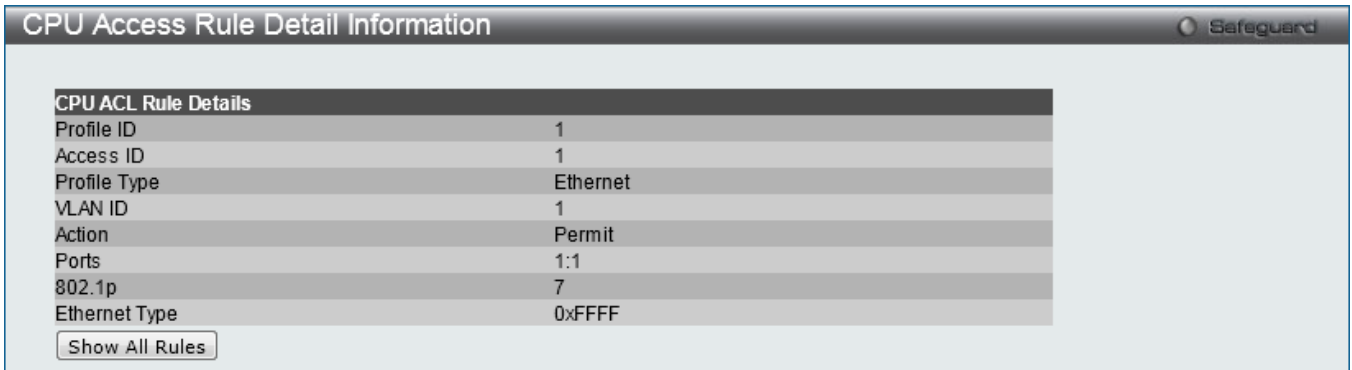 CPU Access Rule Detail Information
Safeguard
CPU ACL Rule Details
Profile ID 1
Access ID 1
Profile Type Ethernet
VLAN ID 1
Action Permit
Ports 1:1
802.1p 7
Ethernet Type 0xFFFF
Show All Rules